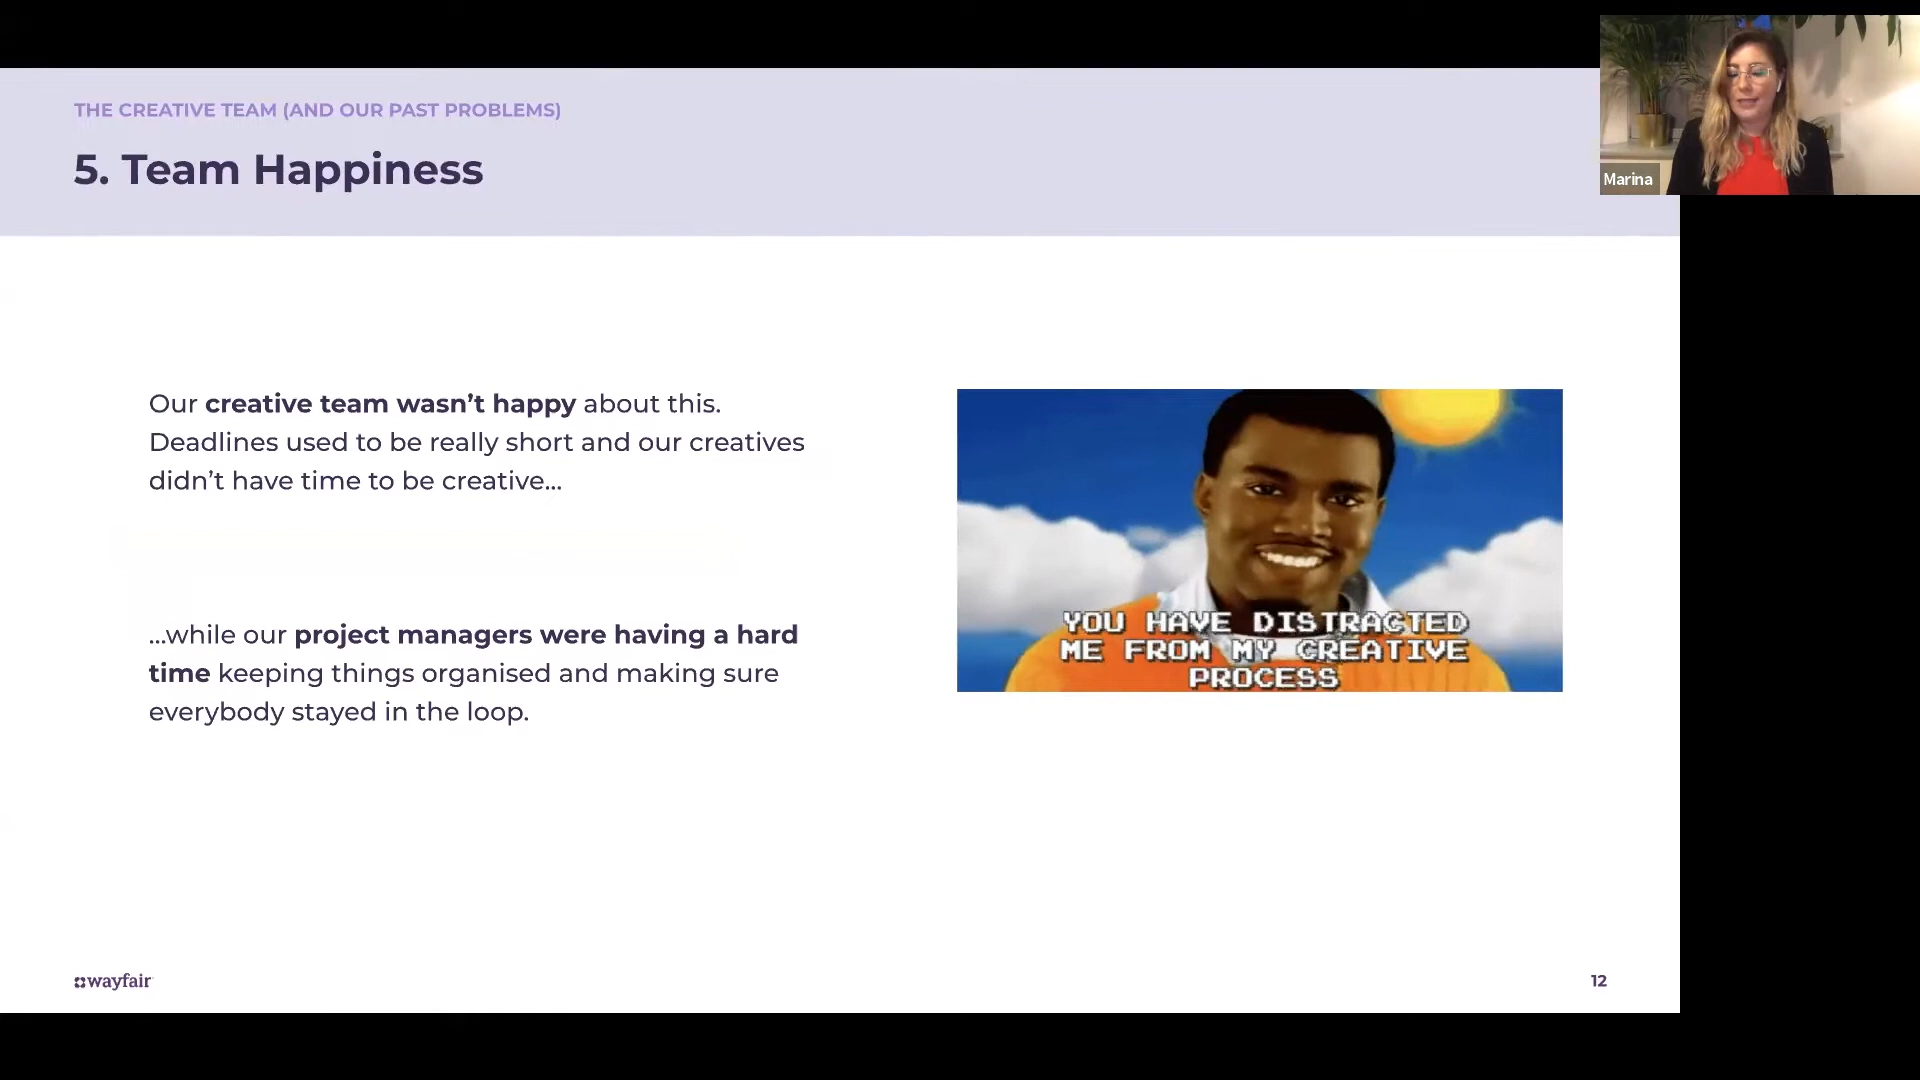 THE CREATIVE TEAM (AND OUR PAST PROBLEMS)
5. Team Happiness
Marina
Our creative team wasn’t happy about this.
Deadlines used to be really short and our creatives
didn’t have time to be creative...
...while our project managers were having a hard
time keeping things organised and making sure
everybody stayed in the loop.
YOU HAVE DISTRACTED
ME FROM MY CREATIVE
PROCESS
wayfair
12